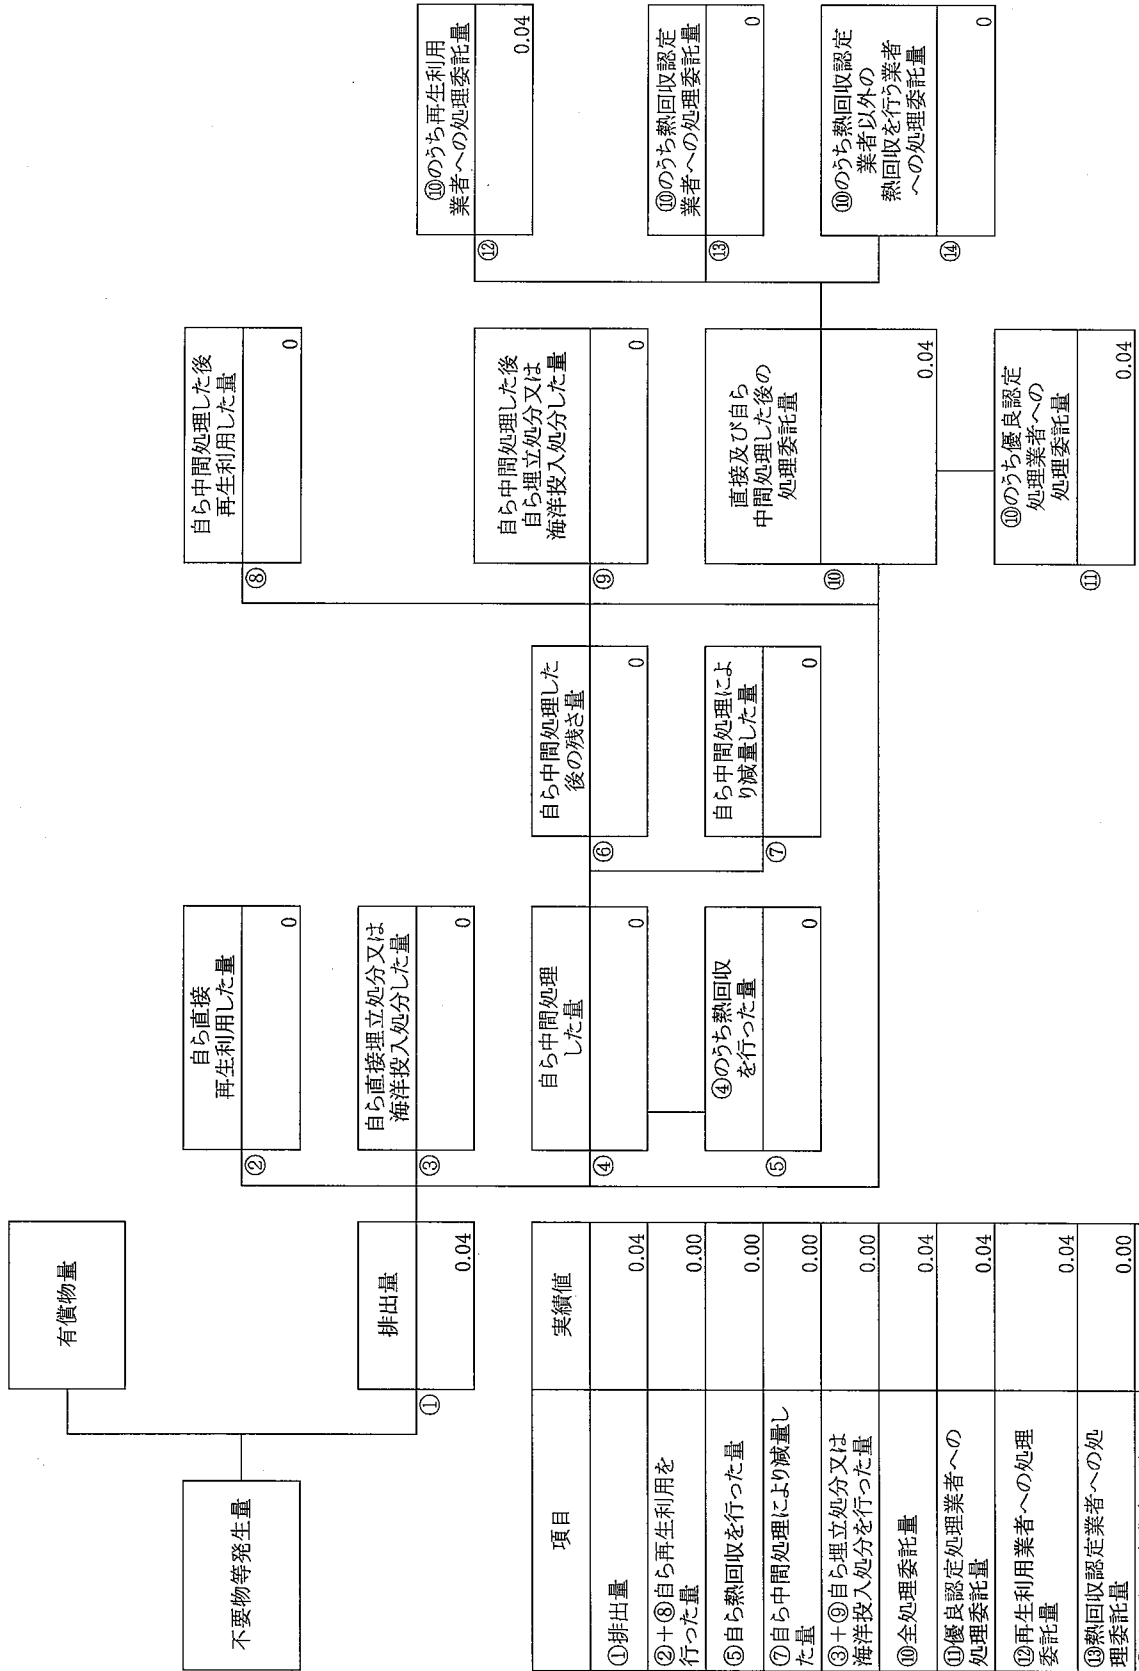 不要物等発生量
有償物量
排出量
①
0.04
自ら直接
再生利用した量
②
0
自ら直接埋立処分又は
海洋投入処分した量
③
0
自ら中間処理
した量
④
0
④のうち熱回収
を行った量
⑤
0
自ら中間処理した
後の残さ量
⑥
0
自ら中間処理によ
り減量した量
⑦
0
自ら中間処理した後
再生利用した量
⑧
0
自ら中間処理した後
自ら埋立処分又は
海洋投入処分した量
⑨
0
直接及び自ら
中間処理した後の
処理委託量
⑩
0.04
⑩のうち優良認定
処理業者への
処理委託量
⑪
0.04
⑩のうち再生利用
業者への処理委託量
⑫
0.04
⑩のうち熱回収認定
業者への処理委託量
⑬
0
⑩のうち熱回収認定
業者以外の
熱回収を行う業者
への処理委託量
⑭
0
項目 実績値
①排出量 0.04
②+⑧自ら再生利用を
行った量 0.00
⑤自ら熱回収を行った量 0.00
⑦自ら中間処理により減量し
た量 0.00
③+⑨自ら埋立処分又は
海洋投入処分を行った量 0.00
⑩全処理委託量 0.04
⑪優良認定処理業者への
処理委託量 0.04
⑫再生利用業者への処理
委託量 0.04
⑬熱回収認定業者への処
理委託量 0.00